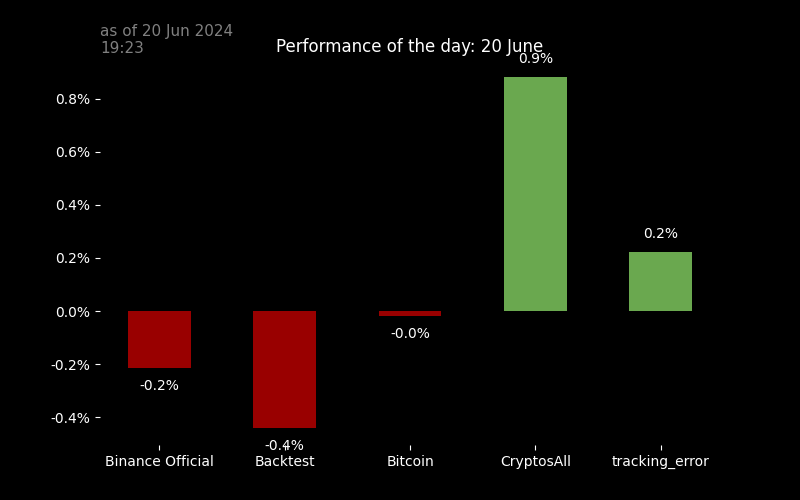 as of 20 Jun 2024
19:23
Performance of the day: 20 June
0.9%
0.8%
0.6%
0.4%
0.2%
0.2%
0.0%
-0.0%
-0.2%
-0.2%
-0.4%
-0.4%
Binance Official
Backtest
Bitcoin
CryptosAll
tracking_error